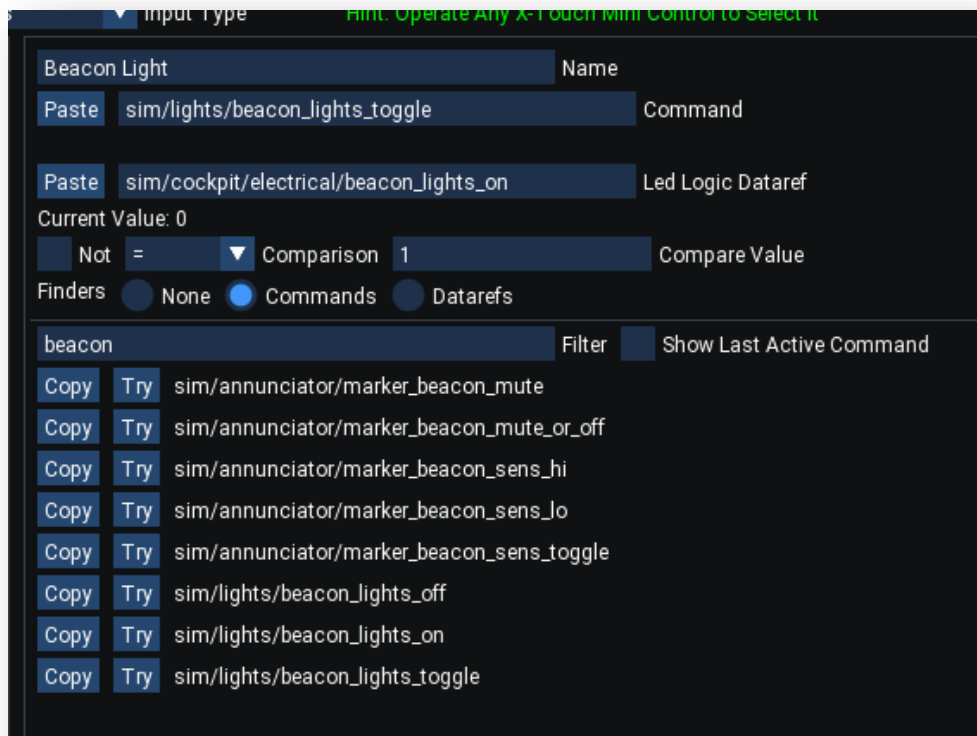 s Input Type Hint: Operate Any X-Touch Mini Control to Select It
Beacon Light Name
Paste sim/lights/beacon_lights_toggle Command
Paste sim/cockpit/electrical/beacon_lights_on Led Logic Dataref
Current Value: 0
Not = Comparison 1 Compare Value
Finders None Commands Datarefs
beacon Filter Show Last Active Command
Copy Try sim/annunciator/marker_beacon_mute
Copy Try sim/annunciator/marker_beacon_mute_or_off
Copy Try sim/annunciator/marker_beacon_sens_hi
Copy Try sim/annunciator/marker_beacon_sens_lo
Copy Try sim/annunciator/marker_beacon_sens_toggle
Copy Try sim/lights/beacon_lights_off
Copy Try sim/lights/beacon_lights_on
Copy Try sim/lights/beacon_lights_toggle